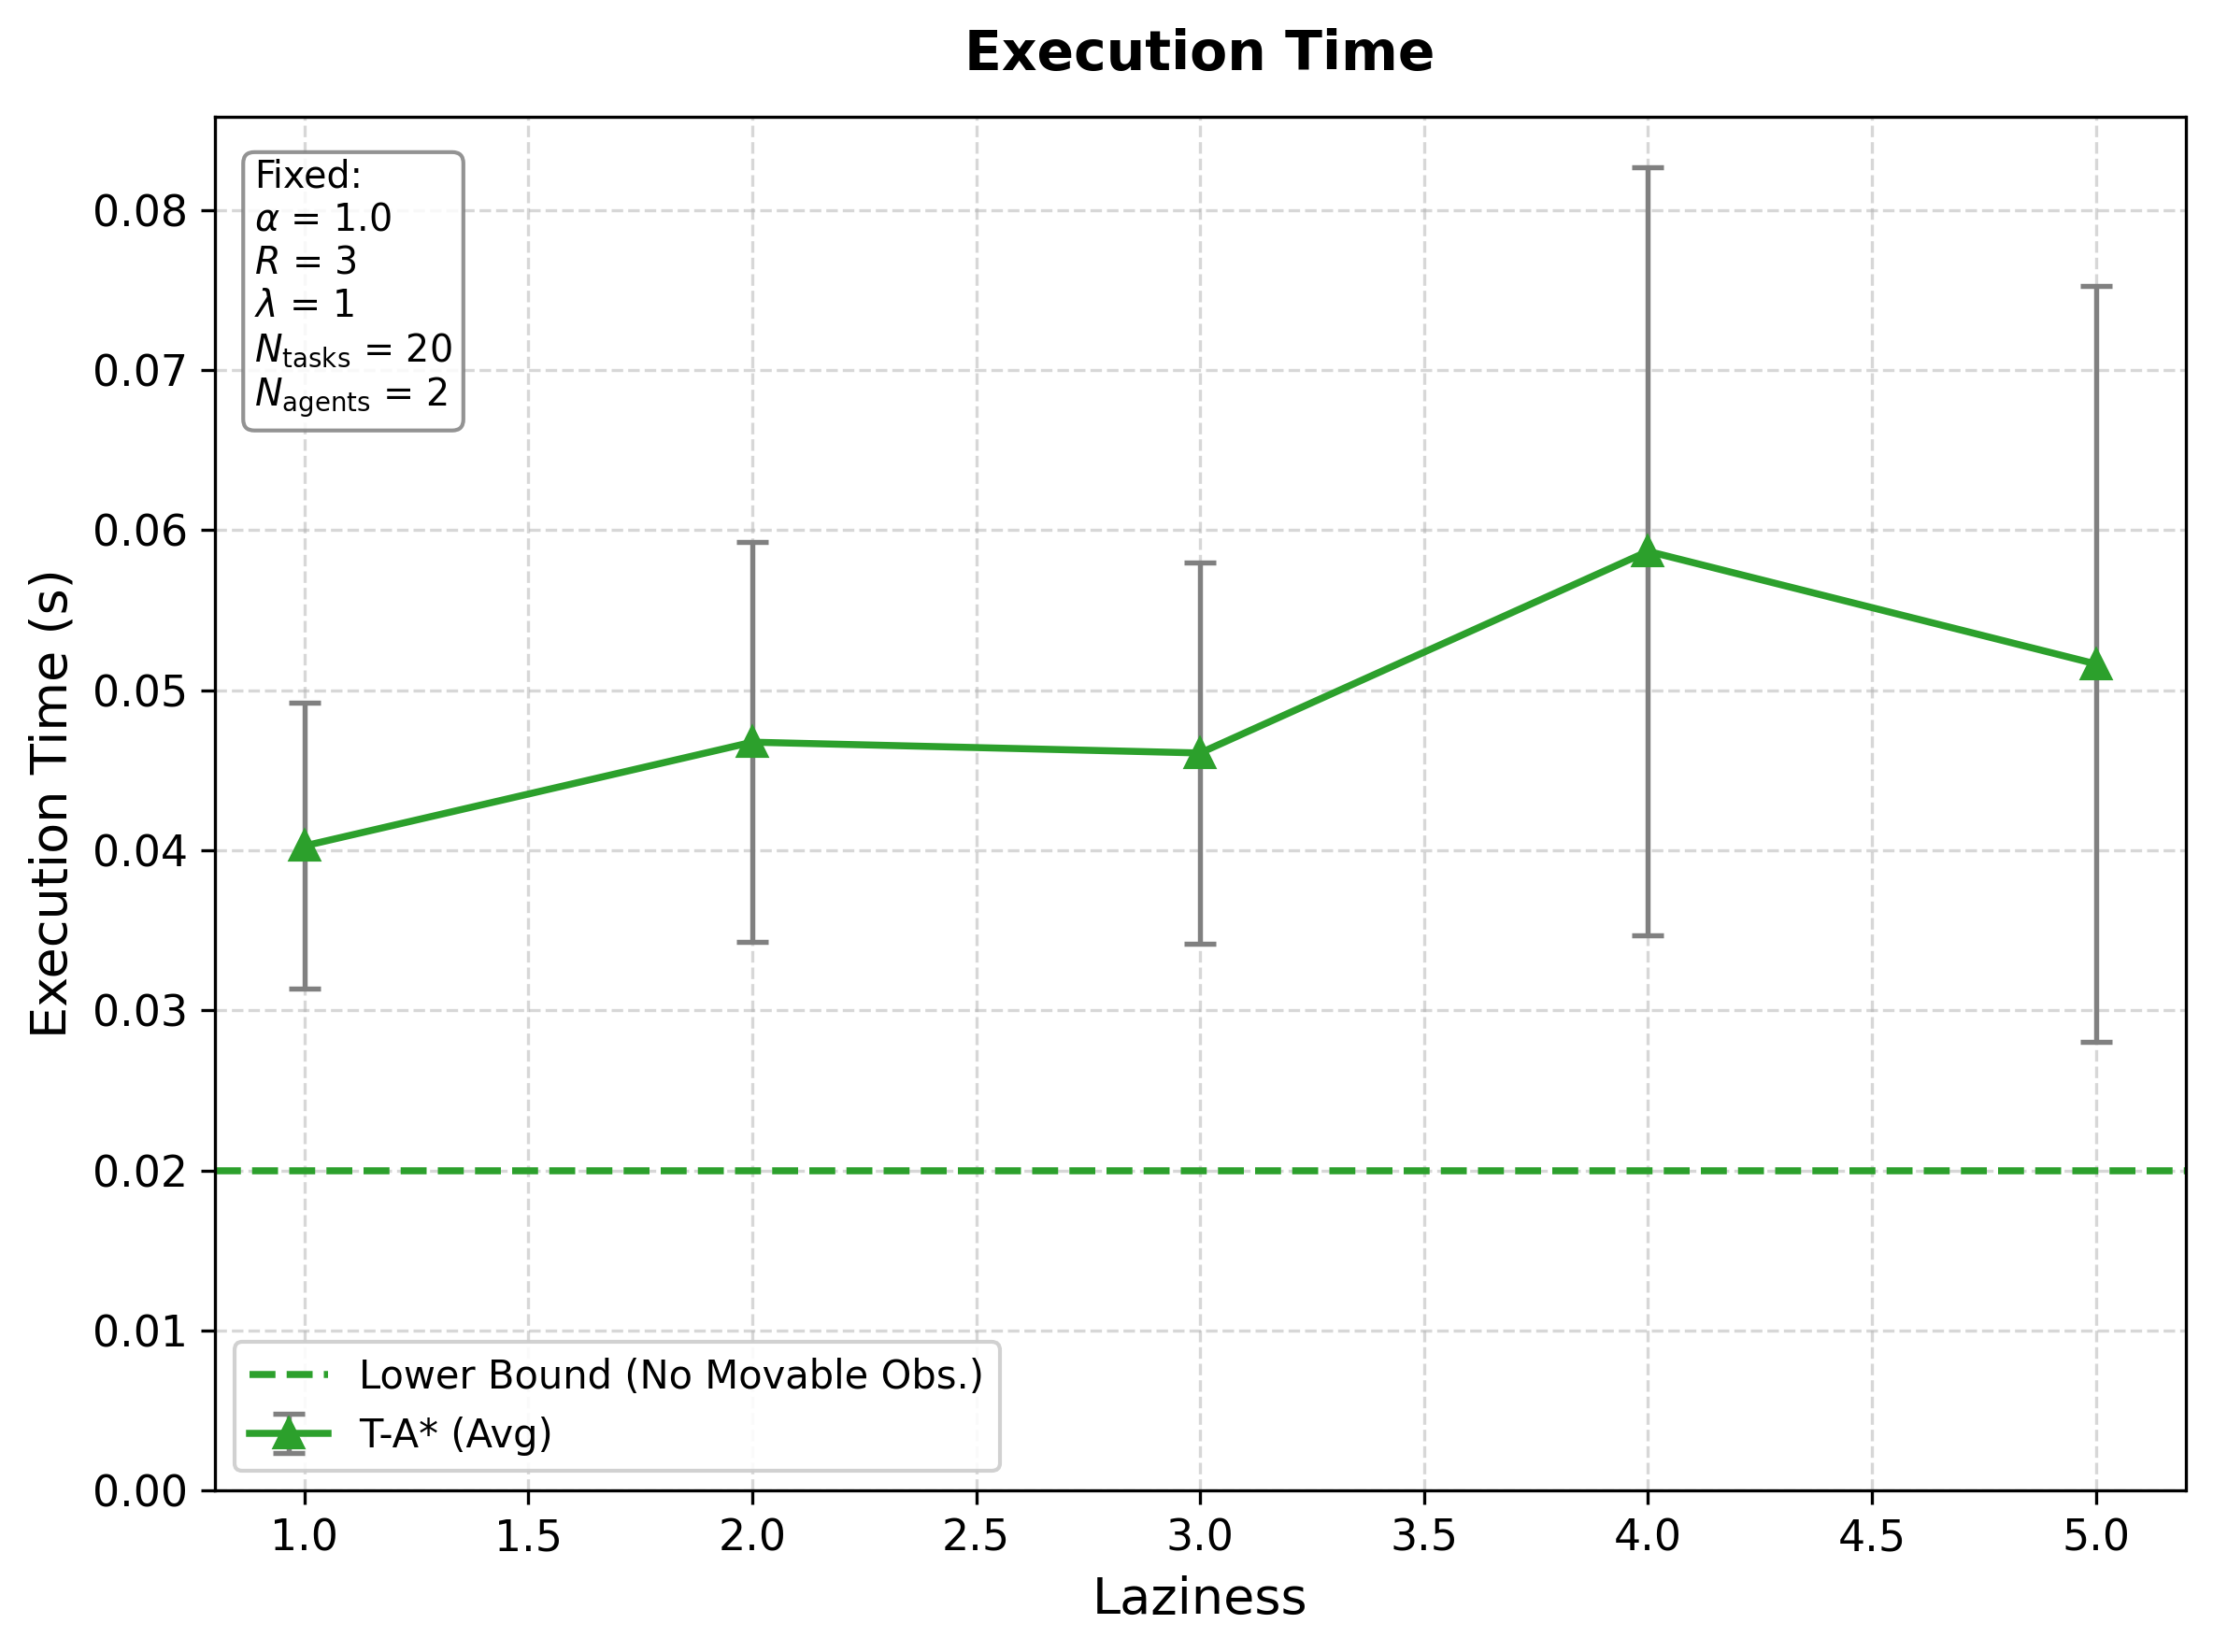 Execution Time
Fixed:
α = 1.0
R = 3
λ = 1
N_tasks = 20
N_agents = 2
Execution Time (s)
0.08
0.07
0.06
0.05
0.04
0.03
0.02
0.01
0.00
Lower Bound (No Movable Obs.)
T-A* (Avg)
1.0 1.5 2.0 2.5 3.0 3.5 4.0 4.5 5.0
Laziness